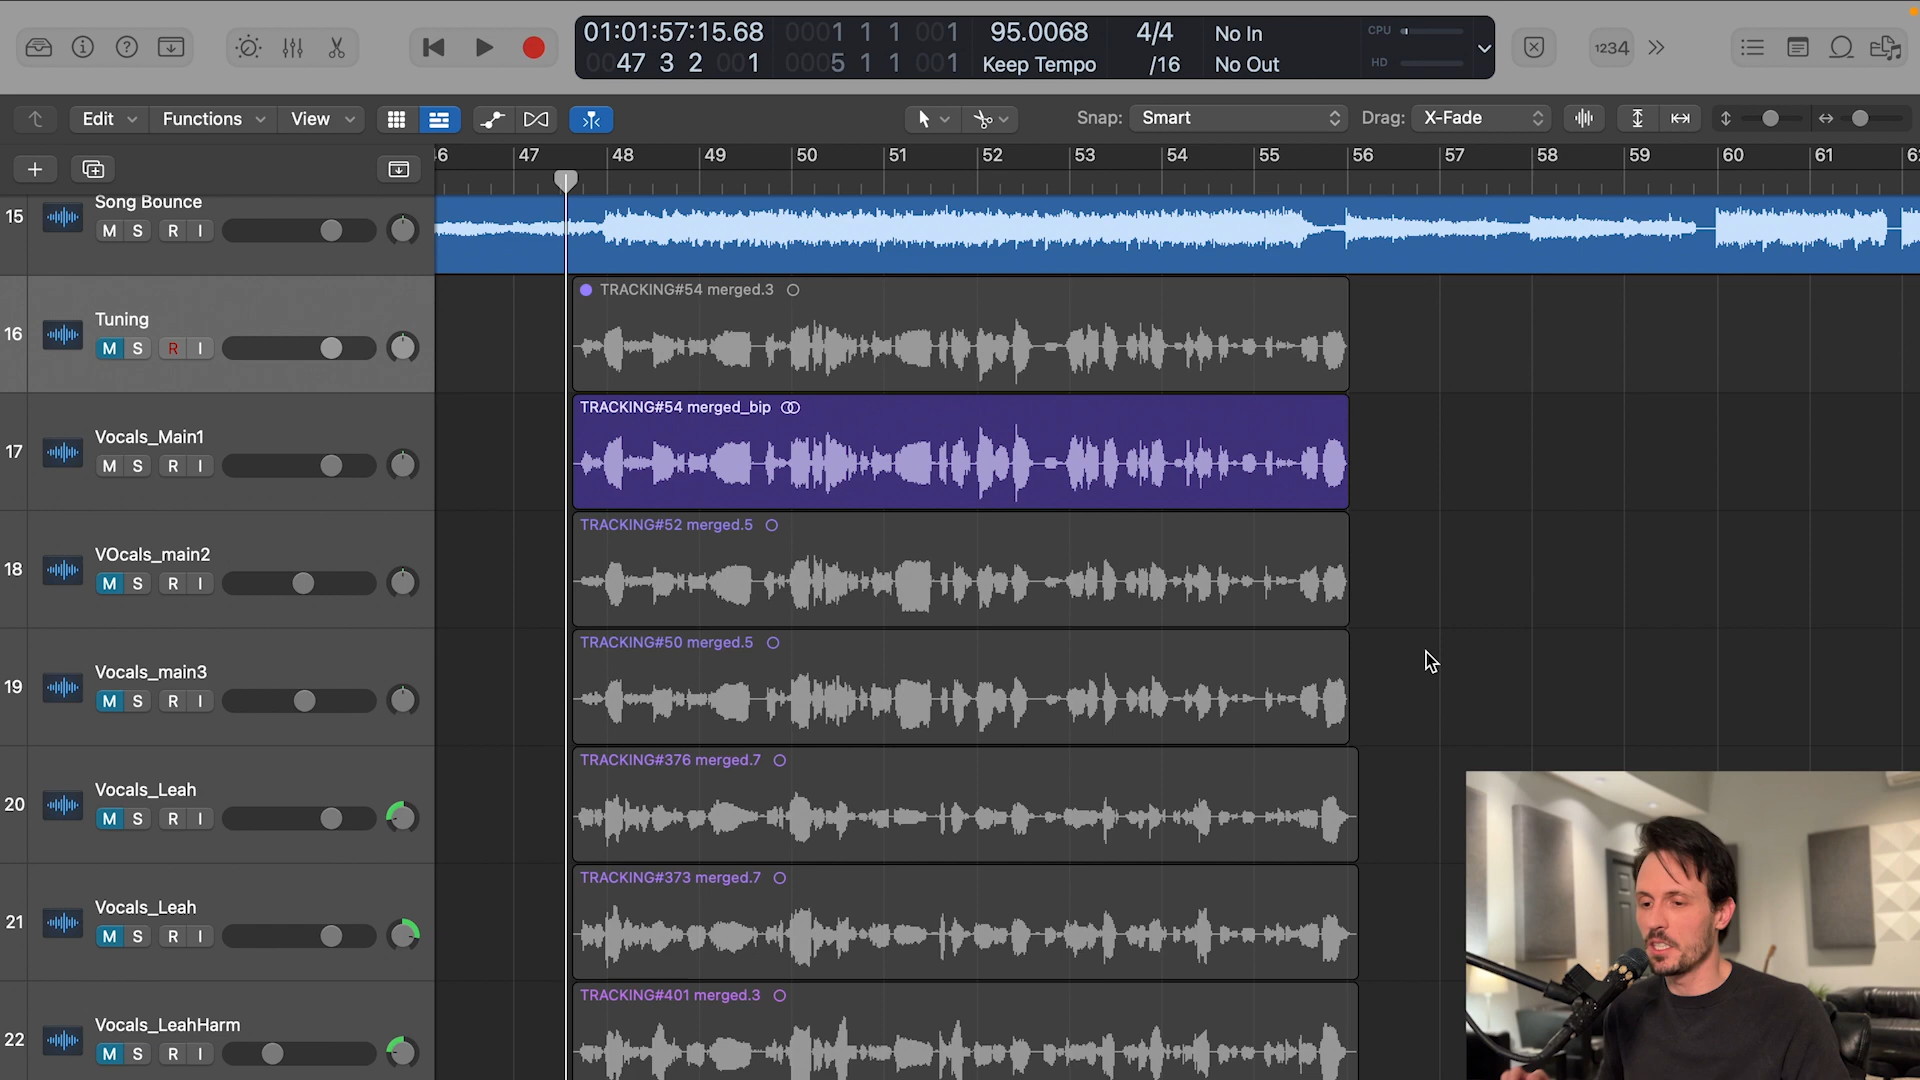 01:01:57:15.68
0001 1 1 001
95.0068
4/4
No In
CPU
1234
0047 3 2 001
0005 1 1 001
Keep Tempo
/16
No Out
HD
Edit
Functions
View
Snap:
Smart
Drag:
X-Fade
46
47
48
49
50
51
52
53
54
55
56
57
58
59
60
61
62
15
Song Bounce
M S R I
TRACKING#54 merged.3
16
Tuning
M S R I
TRACKING#54 merged_bip
17
Vocals_Main1
M S R I
TRACKING#52 merged.5
18
VOcals_main2
M S R I
TRACKING#50 merged.5
19
Vocals_main3
M S R I
TRACKING#376 merged.7
20
Vocals_Leah
M S R I
TRACKING#373 merged.7
21
Vocals_Leah
M S R I
TRACKING#401 merged.3
22
Vocals_LeahHarm
M S R I